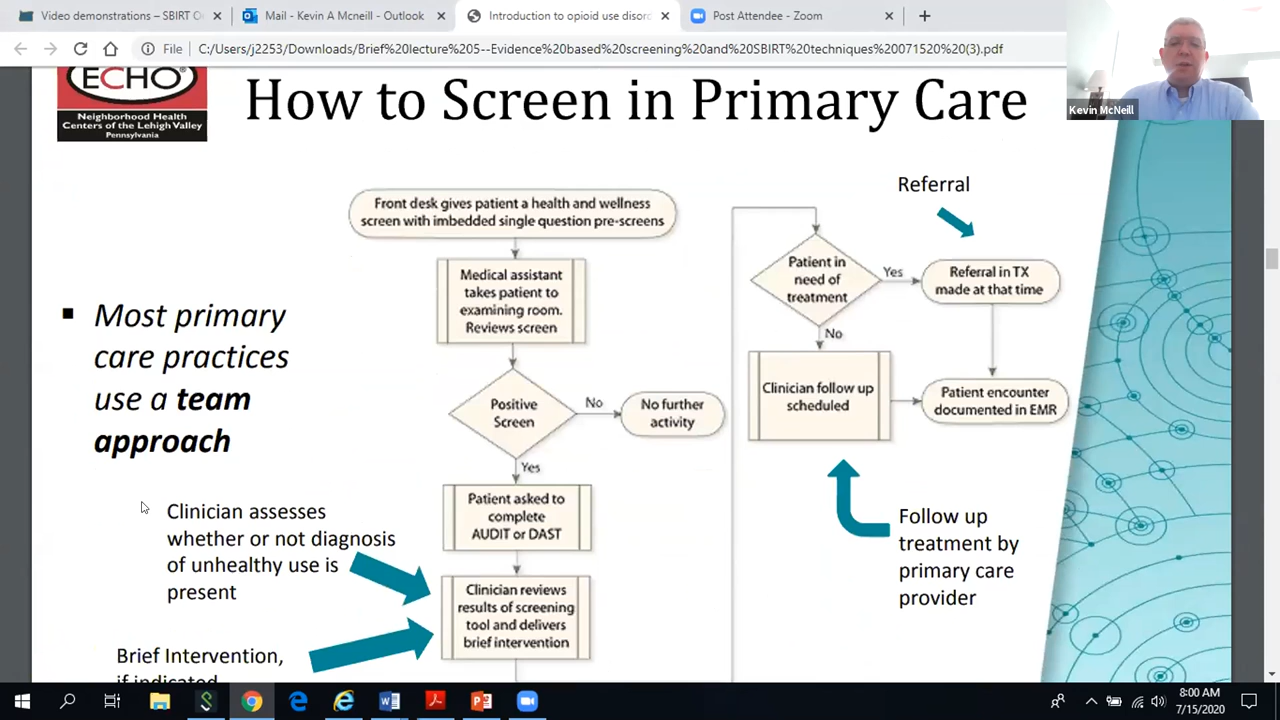 Video demonstrations – SBIRT O
Mail - Kevin A Mcneill - Outlook
Introduction to opioid use disord
Post Attendee - Zoom
File
C:/Users/j2253/Downloads/Brief%20lecture%205--Evidence%20based%20screening%20and%20SBIRT%20techniques%20071520%20(3).pdf
Kevin McNeill
ECHO®
Neighborhood Health
Centers of the Lehigh Valley
Pennsylvania
How to Screen in Primary Care
▪ Most primary
care practices
use a team
approach
Clinician assesses
whether or not diagnosis
of unhealthy use is
present
Brief Intervention,
if indicated
Front desk gives patient a health and wellness
screen with imbedded single question pre-screens
Medical assistant
takes patient to
examining room.
Reviews screen
Positive
Screen
No
No further
activity
Yes
Patient asked to
complete
AUDIT or DAST
Clinician reviews
results of screening
tool and delivers
brief intervention
Referral
Patient in
need of
treatment
Yes
Referral in TX
made at that time
No
Clinician follow up
scheduled
Patient encounter
documented in EMR
Follow up
treatment by
primary care
provider
8:00 AM
7/15/2020